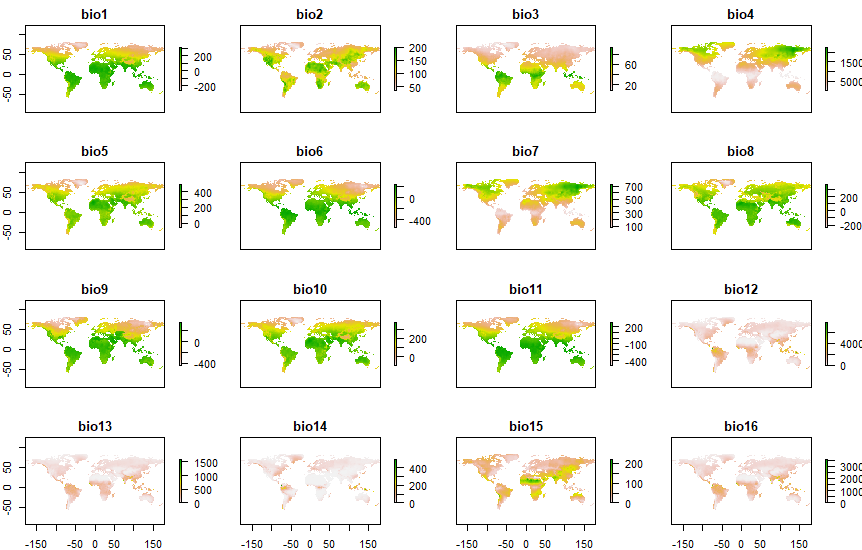 bio1 bio2 bio3 bio4
50 0 -50
300 0 -200
200 150 100 50
60 20
1500 5000
bio5 bio6 bio7 bio8
50 0 -50
400 200 0
0 -400
700 500 300 100
200 0 -200
bio9 bio10 bio11 bio12
50 0 -50
0 -400
200 0
200 -100 -400
4000 0
bio13 bio14 bio15 bio16
50 0 -50
1500 1000 500 0
400 200 0
200 100 0
3000 2000 1000 0
-150 -50 0 50 150 -150 -50 0 50 150 -150 -50 0 50 150 -150 -50 0 50 150